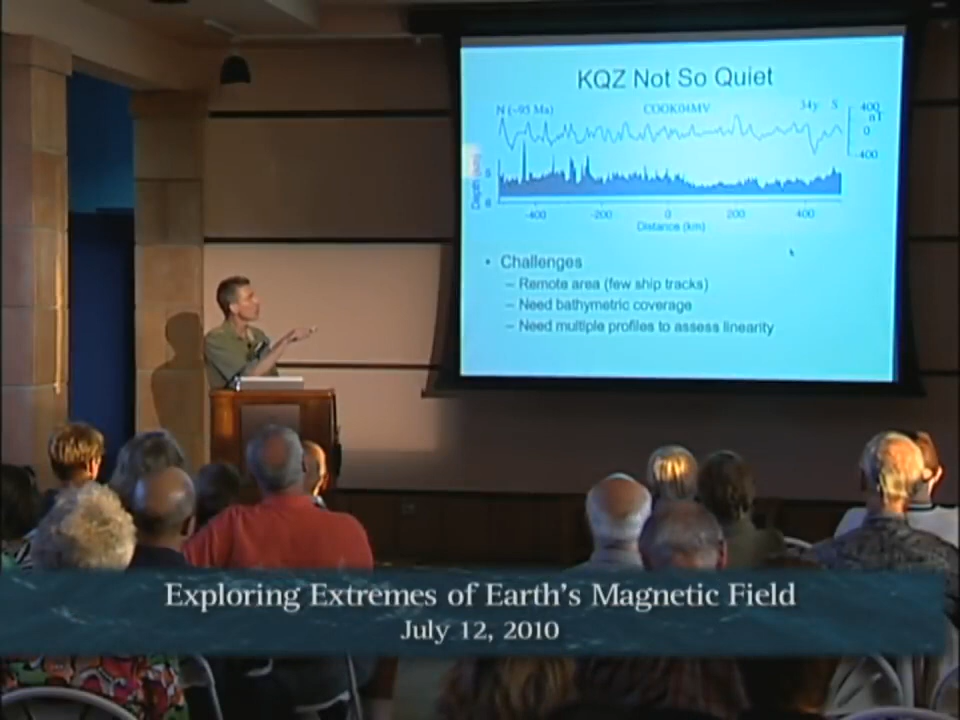 KQZ Not So Quiet
N (~95 Ma) COOK04MV 34y S
400
nT
0
-400
5
-400 -200 0 200 400
Distance (km)
• Challenges
– Remote area (few ship tracks)
– Need bathymetric coverage
– Need multiple profiles to assess linearity
Exploring Extremes of Earth's Magnetic Field
July 12, 2010